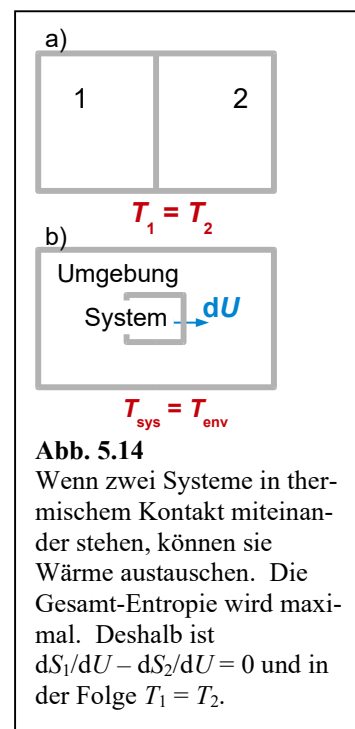 a)
1 2
T₁ = T₂
b)
Umgebung
System dU
T_sys = T_env
Abb. 5.14
Wenn zwei Systeme in ther-
mischem Kontakt miteinan-
der stehen, können sie
Wärme austauschen. Die
Gesamt-Entropie wird maxi-
mal. Deshalb ist
dS₁/dU – dS₂/dU = 0 und in
der Folge T₁ = T₂.